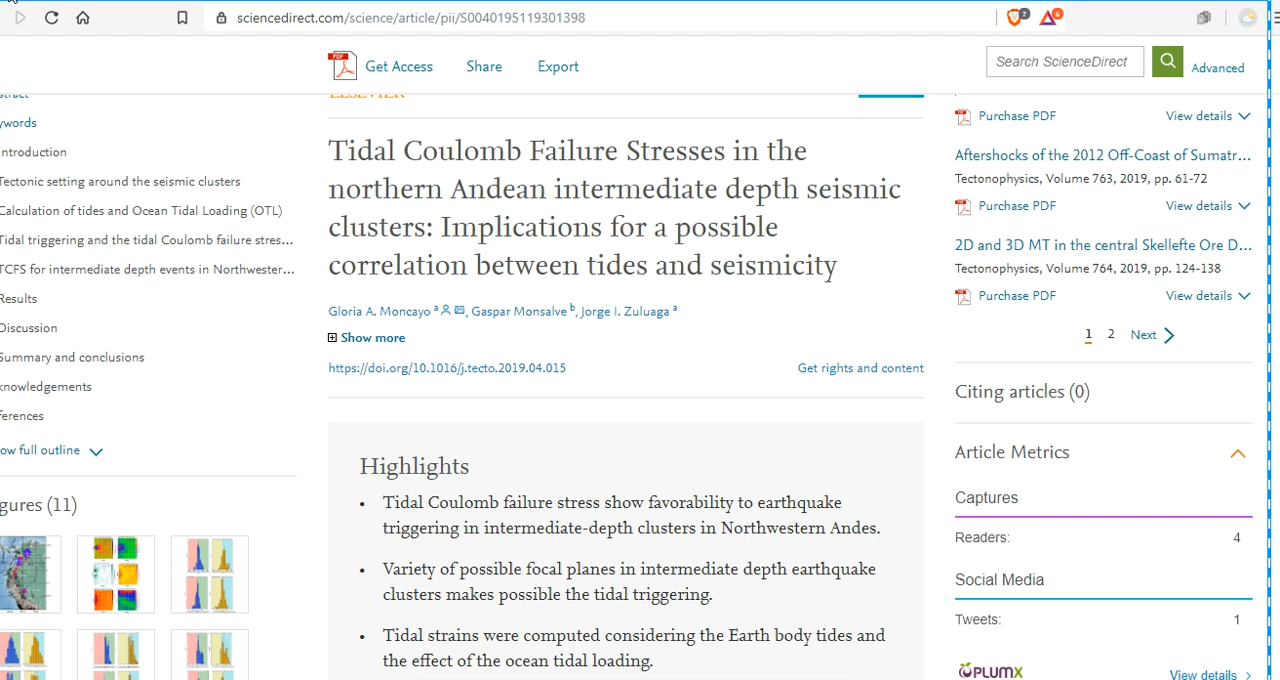 sciencedirect.com/science/article/pii/S0040195119301398
7
6
PDF
Get Access
Share
Export
Search ScienceDirect
Advanced
stract
ywords
ntroduction
Tectonic setting around the seismic clusters
Calculation of tides and Ocean Tidal Loading (OTL)
Tidal triggering and the tidal Coulomb failure stres...
TCFS for intermediate depth events in Northwester...
Results
Discussion
Summary and conclusions
knowledgements
ferences
ow full outline
gures (11)
ELSEVIER
Tidal Coulomb Failure Stresses in the
northern Andean intermediate depth seismic
clusters: Implications for a possible
correlation between tides and seismicity
Gloria A. Moncayo a, Gaspar Monsalve b, Jorge I. Zuluaga a
Show more
https://doi.org/10.1016/j.tecto.2019.04.015
Get rights and content
Highlights
• Tidal Coulomb failure stress show favorability to earthquake
triggering in intermediate-depth clusters in Northwestern Andes.
• Variety of possible focal planes in intermediate depth earthquake
clusters makes possible the tidal triggering.
• Tidal strains were computed considering the Earth body tides and
the effect of the ocean tidal loading.
Purchase PDF
View details
Aftershocks of the 2012 Off-Coast of Sumatr...
Tectonophysics, Volume 763, 2019, pp. 61-72
Purchase PDF
View details
2D and 3D MT in the central Skellefte Ore D...
Tectonophysics, Volume 764, 2019, pp. 124-138
Purchase PDF
View details
1 2 Next
Citing articles (0)
Article Metrics
Captures
Readers: 4
Social Media
Tweets: 1
PLUMX
View details